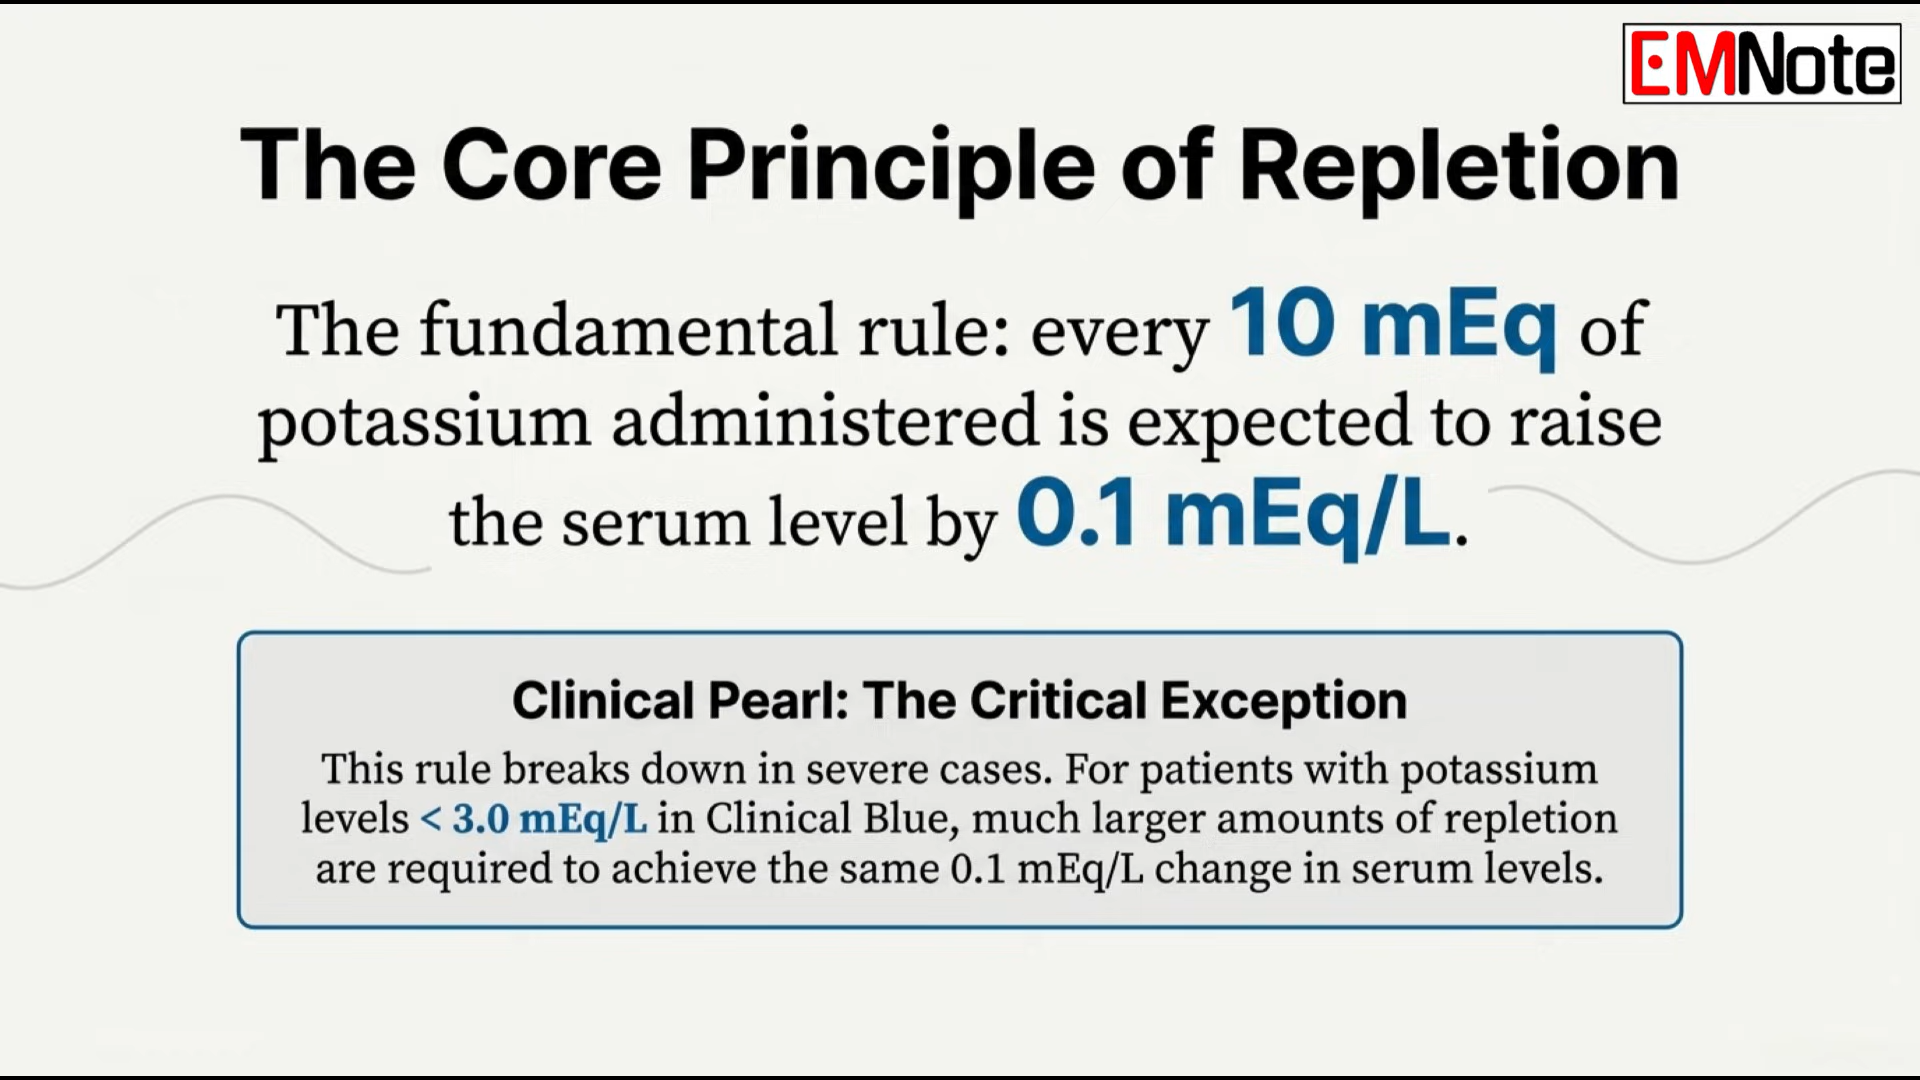 EMNote
The Core Principle of Repletion
The fundamental rule: every 10 mEq of
potassium administered is expected to raise
the serum level by 0.1 mEq/L.
Clinical Pearl: The Critical Exception
This rule breaks down in severe cases. For patients with potassium
levels < 3.0 mEq/L in Clinical Blue, much larger amounts of repletion
are required to achieve the same 0.1 mEq/L change in serum levels.